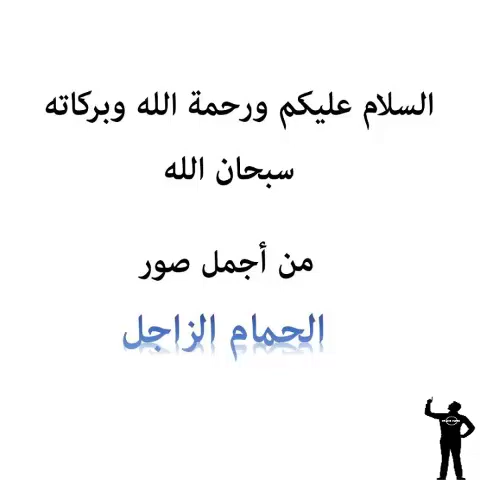 السلام عليكم ورحمة الله وبركاته
سبحان الله
من أجمل صور
الحمام الزاجل